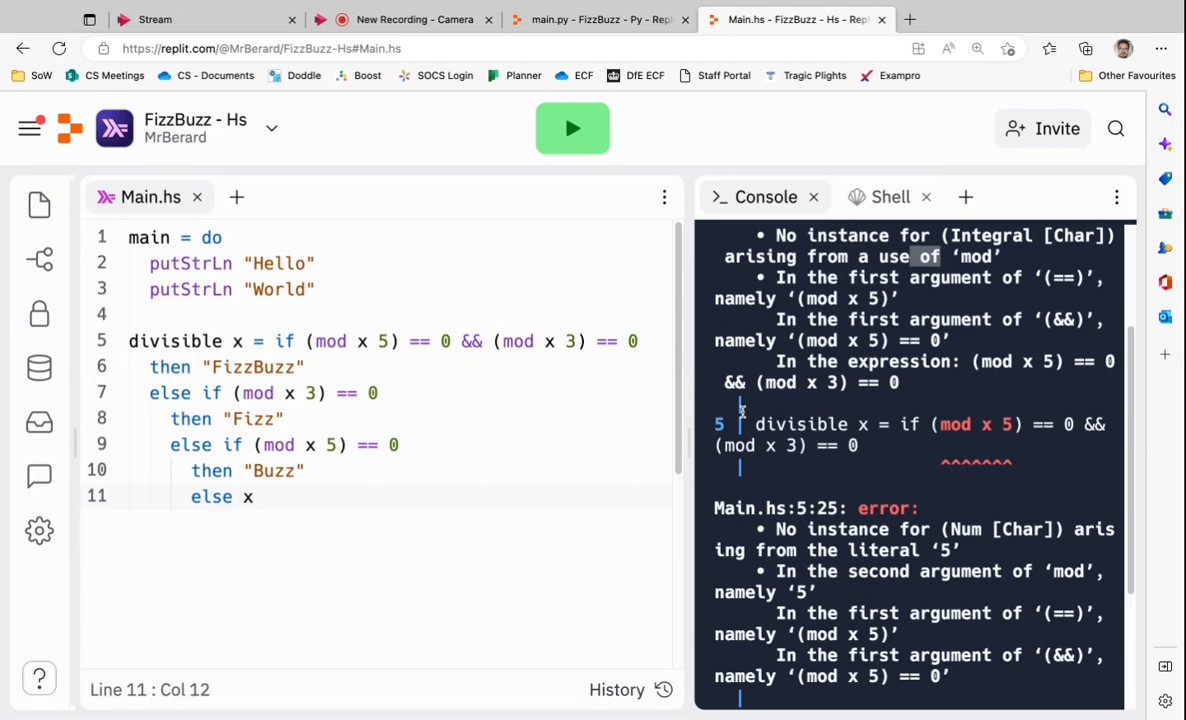 Stream
New Recording - Camera
main.py - FizzBuzz - Py - Repli
Main.hs - FizzBuzz - Hs - Repl
https://replit.com/@MrBerard/FizzBuzz-Hs#Main.hs
SoW
CS Meetings
CS - Documents
Doddle
Boost
SOCS Login
Planner
ECF
DfE ECF
Staff Portal
Tragic Plights
Exampro
Other Favourites
FizzBuzz - Hs
MrBerard
Invite
Main.hs
1 main = do
2 putStrLn "Hello"
3 putStrLn "World"
4
5 divisible x = if (mod x 5) == 0 && (mod x 3) == 0
6 then "FizzBuzz"
7 else if (mod x 3) == 0
8 then "Fizz"
9 else if (mod x 5) == 0
10 then "Buzz"
11 else x
Line 11 : Col 12
History
>_ Console
Shell
• No instance for (Integral [Char])
arising from a use of ‘mod’
• In the first argument of ‘(==)’,
namely ‘(mod x 5)’
In the first argument of ‘(&&)’,
namely ‘(mod x 5) == 0’
In the expression: (mod x 5) == 0
&& (mod x 3) == 0
|
5 | divisible x = if (mod x 5) == 0 &&
(mod x 3) == 0
| ^^^^^^^
Main.hs:5:25: error:
• No instance for (Num [Char]) aris
ing from the literal ‘5’
• In the second argument of ‘mod’,
namely ‘5’
In the first argument of ‘(==)’,
namely ‘(mod x 5)’
In the first argument of ‘(&&)’,
namely ‘(mod x 5) == 0’
|